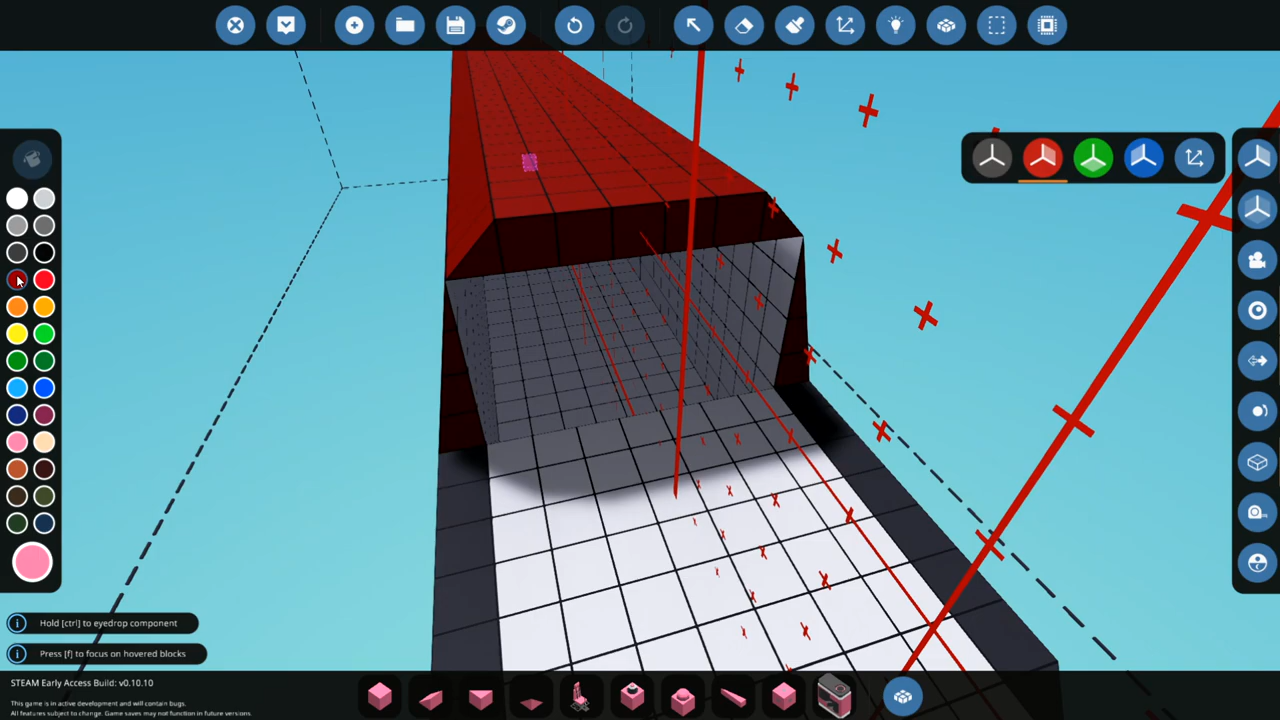 Hold [ctrl] to eyedrop component
Press [f] to focus on hovered blocks
STEAM Early Access Build: v0.10.10
This game is in active development and will contain bugs.
All features subject to change. Game saves may not function in future versions